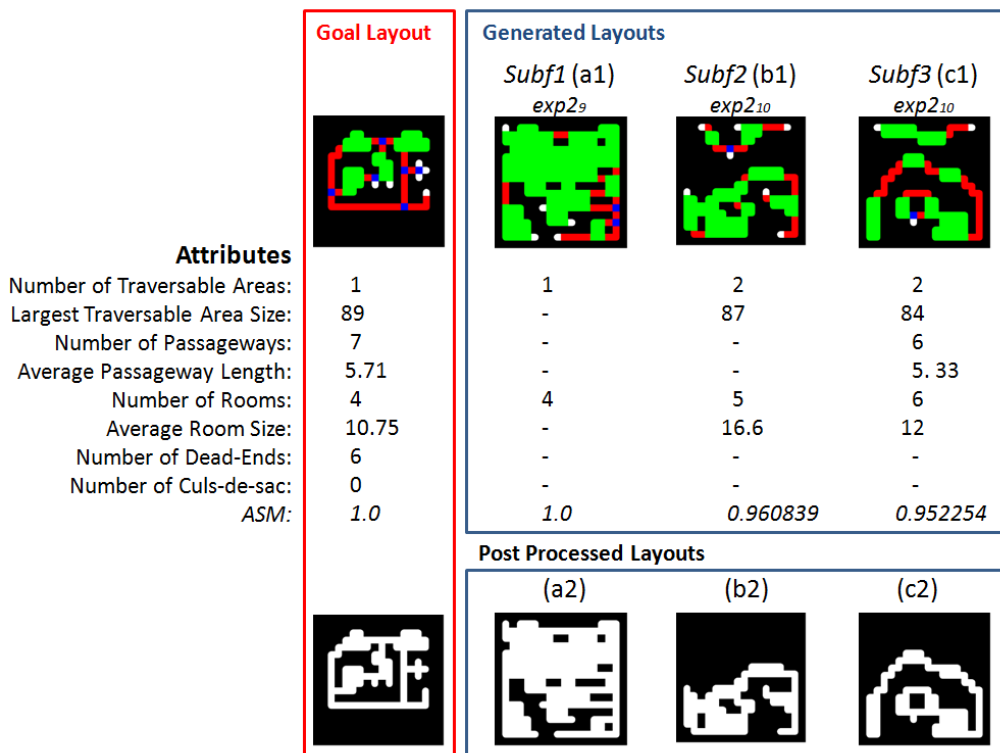 Goal Layout
Generated Layouts
Subf1 (a1) Subf2 (b1) Subf3 (c1)
exp2₉ exp2₁₀ exp2₁₀
Attributes
Number of Traversable Areas: 1 1 2 2
Largest Traversable Area Size: 89 - 87 84
Number of Passageways: 7 - - 6
Average Passageway Length: 5.71 - - 5. 33
Number of Rooms: 4 4 5 6
Average Room Size: 10.75 - 16.6 12
Number of Dead-Ends: 6 - - -
Number of Culs-de-sac: 0 - - -
ASM: 1.0 1.0 0.960839 0.952254
Post Processed Layouts
(a2) (b2) (c2)